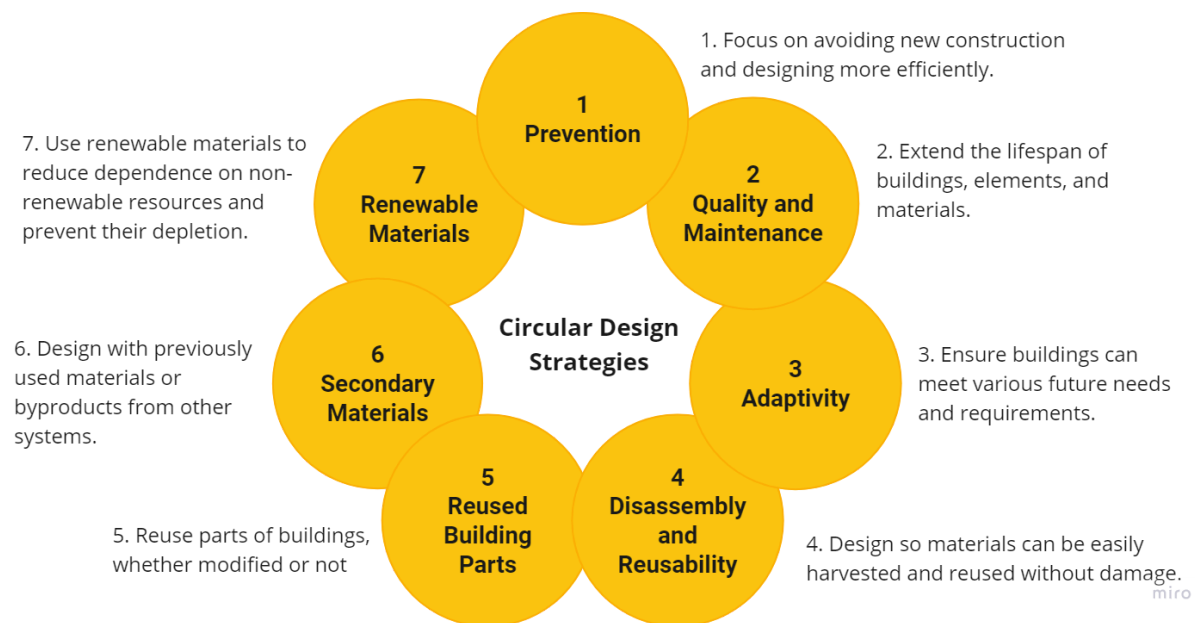 Circular Design
Strategies
1
Prevention
1. Focus on avoiding new construction
and designing more efficiently.
2
Quality and
Maintenance
2. Extend the lifespan of
buildings, elements, and
materials.
3
Adaptivity
3. Ensure buildings can
meet various future needs
and requirements.
4
Disassembly
and
Reusability
4. Design so materials can be easily
harvested and reused without damage.
5
Reused
Building
Parts
5. Reuse parts of buildings,
whether modified or not
6
Secondary
Materials
6. Design with previously
used materials or
byproducts from other
systems.
7
Renewable
Materials
7. Use renewable materials to
reduce dependence on non-
renewable resources and
prevent their depletion.
miro